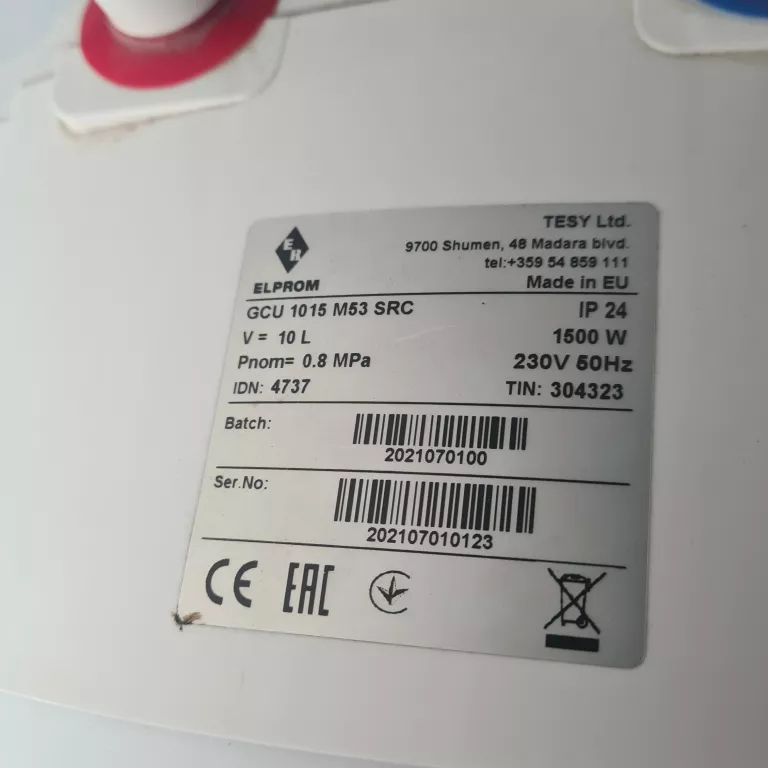 TESY Ltd.
9700 Shumen, 48 Madara blvd.
tel:+359 54 859 111
EH
ELPROM
Made in EU
GCU 1015 M53 SRC IP 24
V = 10 L 1500 W
Pnom= 0.8 MPa 230V 50Hz
IDN: 4737 TIN: 304323
Batch:
2021070100
Ser.No:
202107010123
CE EAC